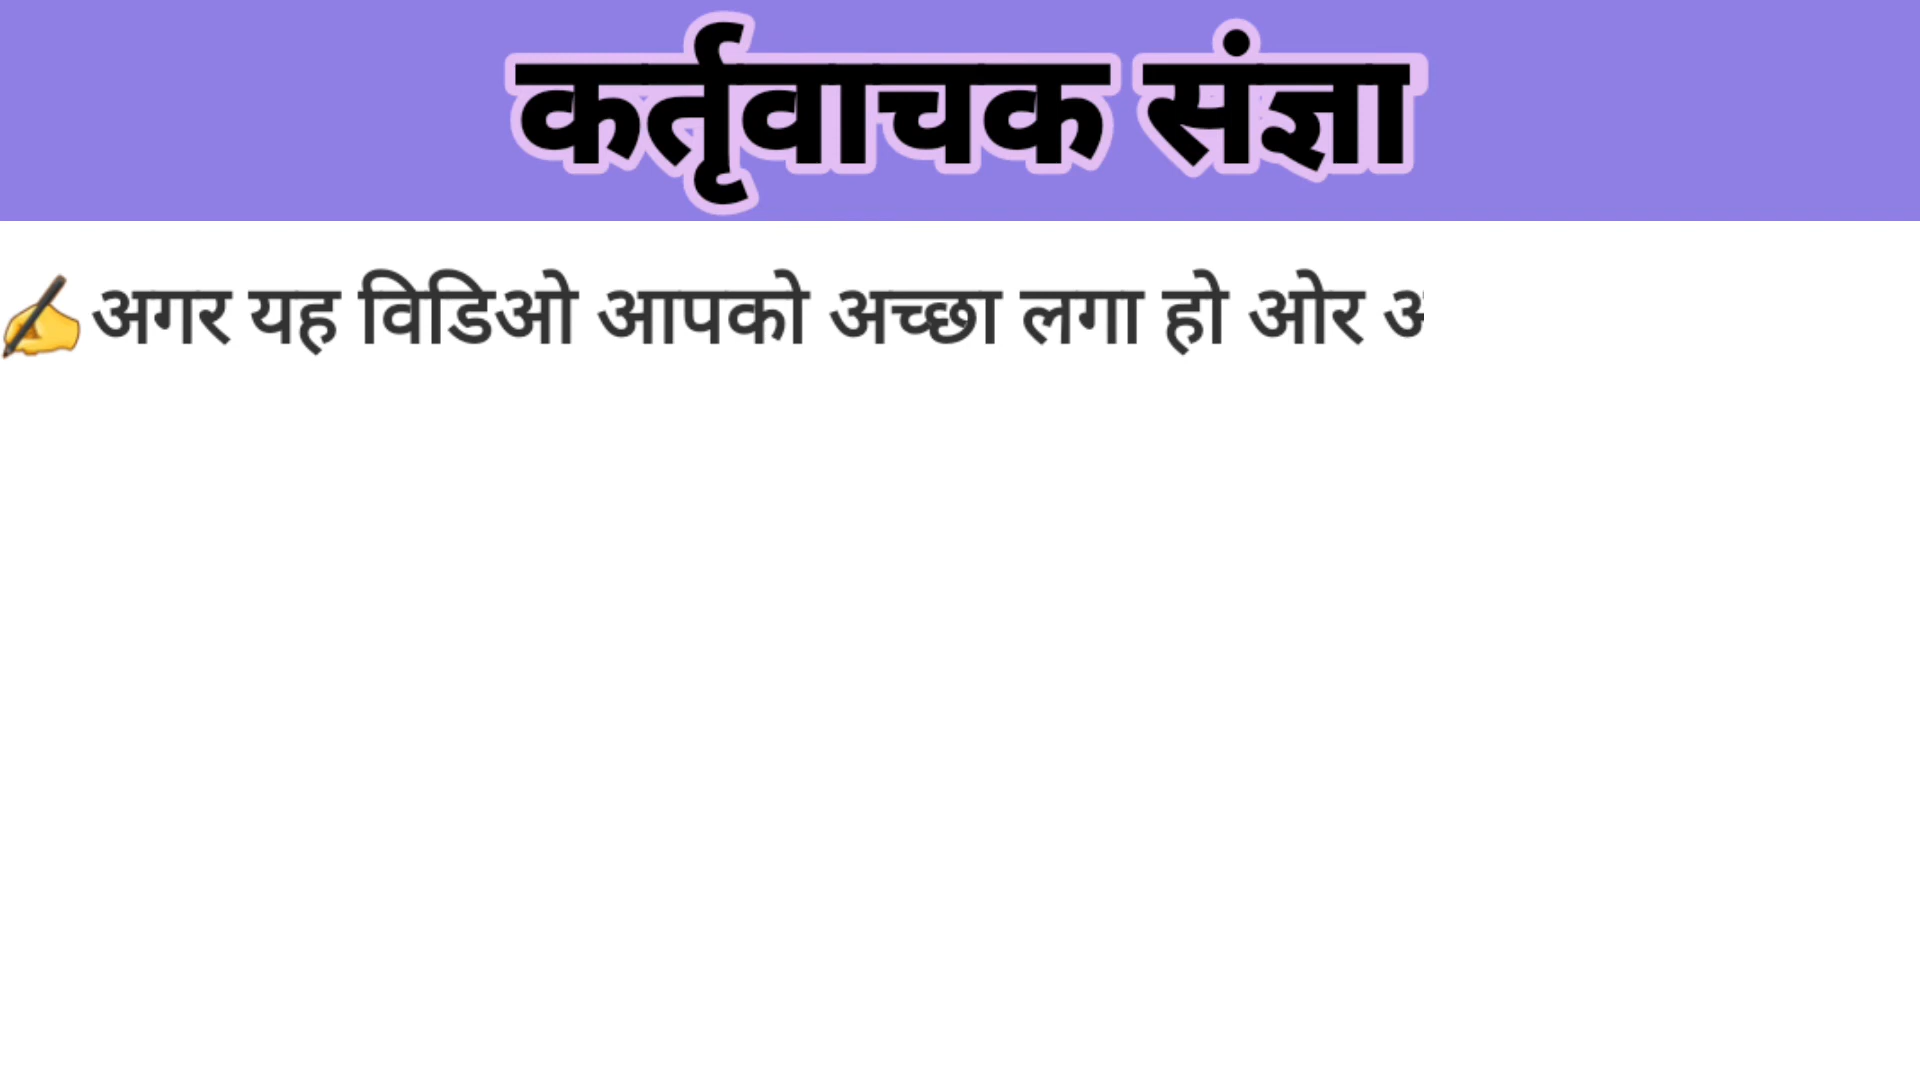 कर्तृवाचक संज्ञा
✍️अगर यह विडिओ आपको अच्छा लगा हो ओर